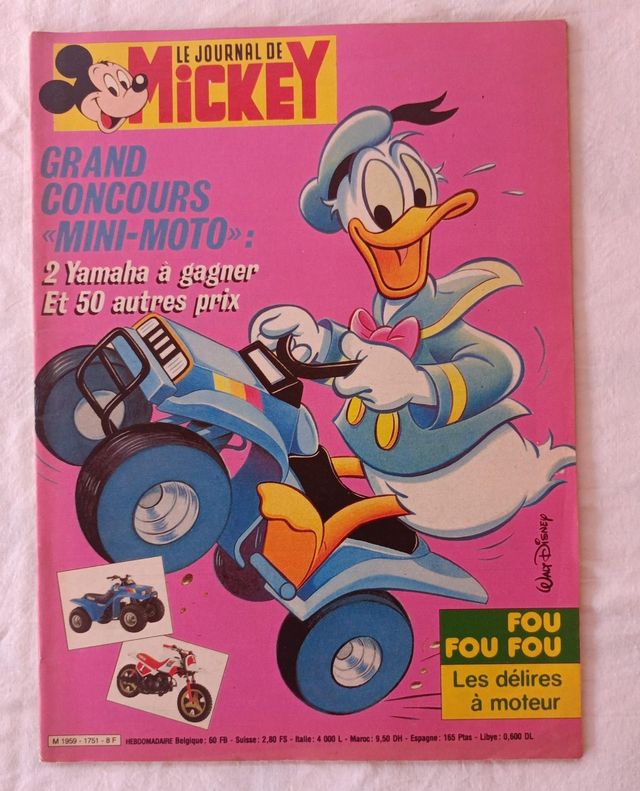 LE JOURNAL DE
MICKEY
GRAND
CONCOURS
«MINI-MOTO»:
2 Yamaha à gagner
Et 50 autres prix
WALT DISNEY
FOU
FOU FOU
Les délires
à moteur
M 1959 - 1751 - 8 F
HEBDOMADAIRE Belgique : 60 FB - Suisse : 2,80 FS - Italie : 4 000 L - Maroc : 9,50 DH - Espagne : 165 Ptas - Libye : 0,600 DL